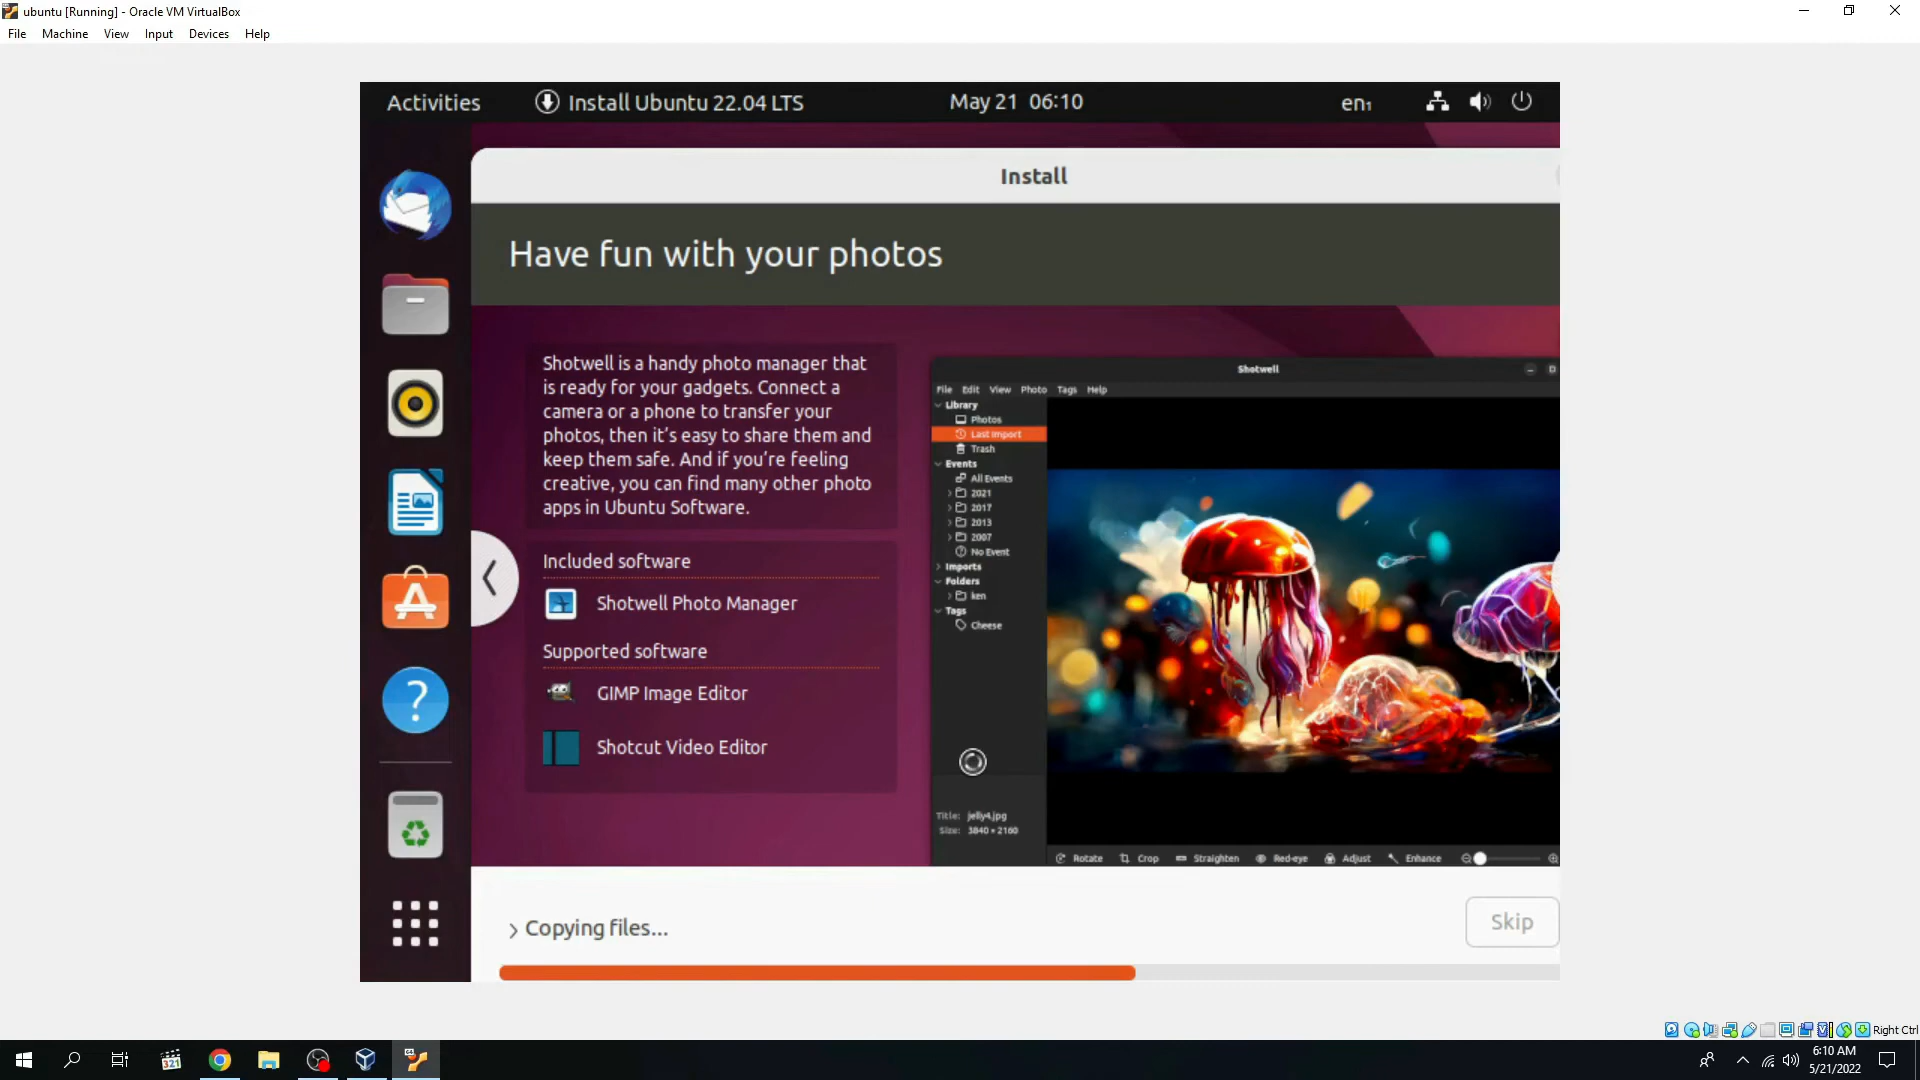 ubuntu [Running] - Oracle VM VirtualBox
File Machine View Input Devices Help
Activities Install Ubuntu 22.04 LTS May 21 06:10 en₁
Install
Have fun with your photos
Shotwell is a handy photo manager that
is ready for your gadgets. Connect a
camera or a phone to transfer your
photos, then it’s easy to share them and
keep them safe. And if you’re feeling
creative, you can find many other photo
apps in Ubuntu Software.
Included software
Shotwell Photo Manager
Supported software
GIMP Image Editor
Shotcut Video Editor
Shotwell
File Edit View Photo Tags Help
Library
Photos
Last Import
Trash
Events
All Events
2021
2017
2013
2007
No Event
Imports
Folders
ken
Tags
Cheese
Title: jelly4.jpg
Size: 3840 × 2160
Rotate Crop Straighten Red-eye Adjust Enhance
Copying files...
Skip
Right Ctrl
321
6:10 AM
5/21/2022